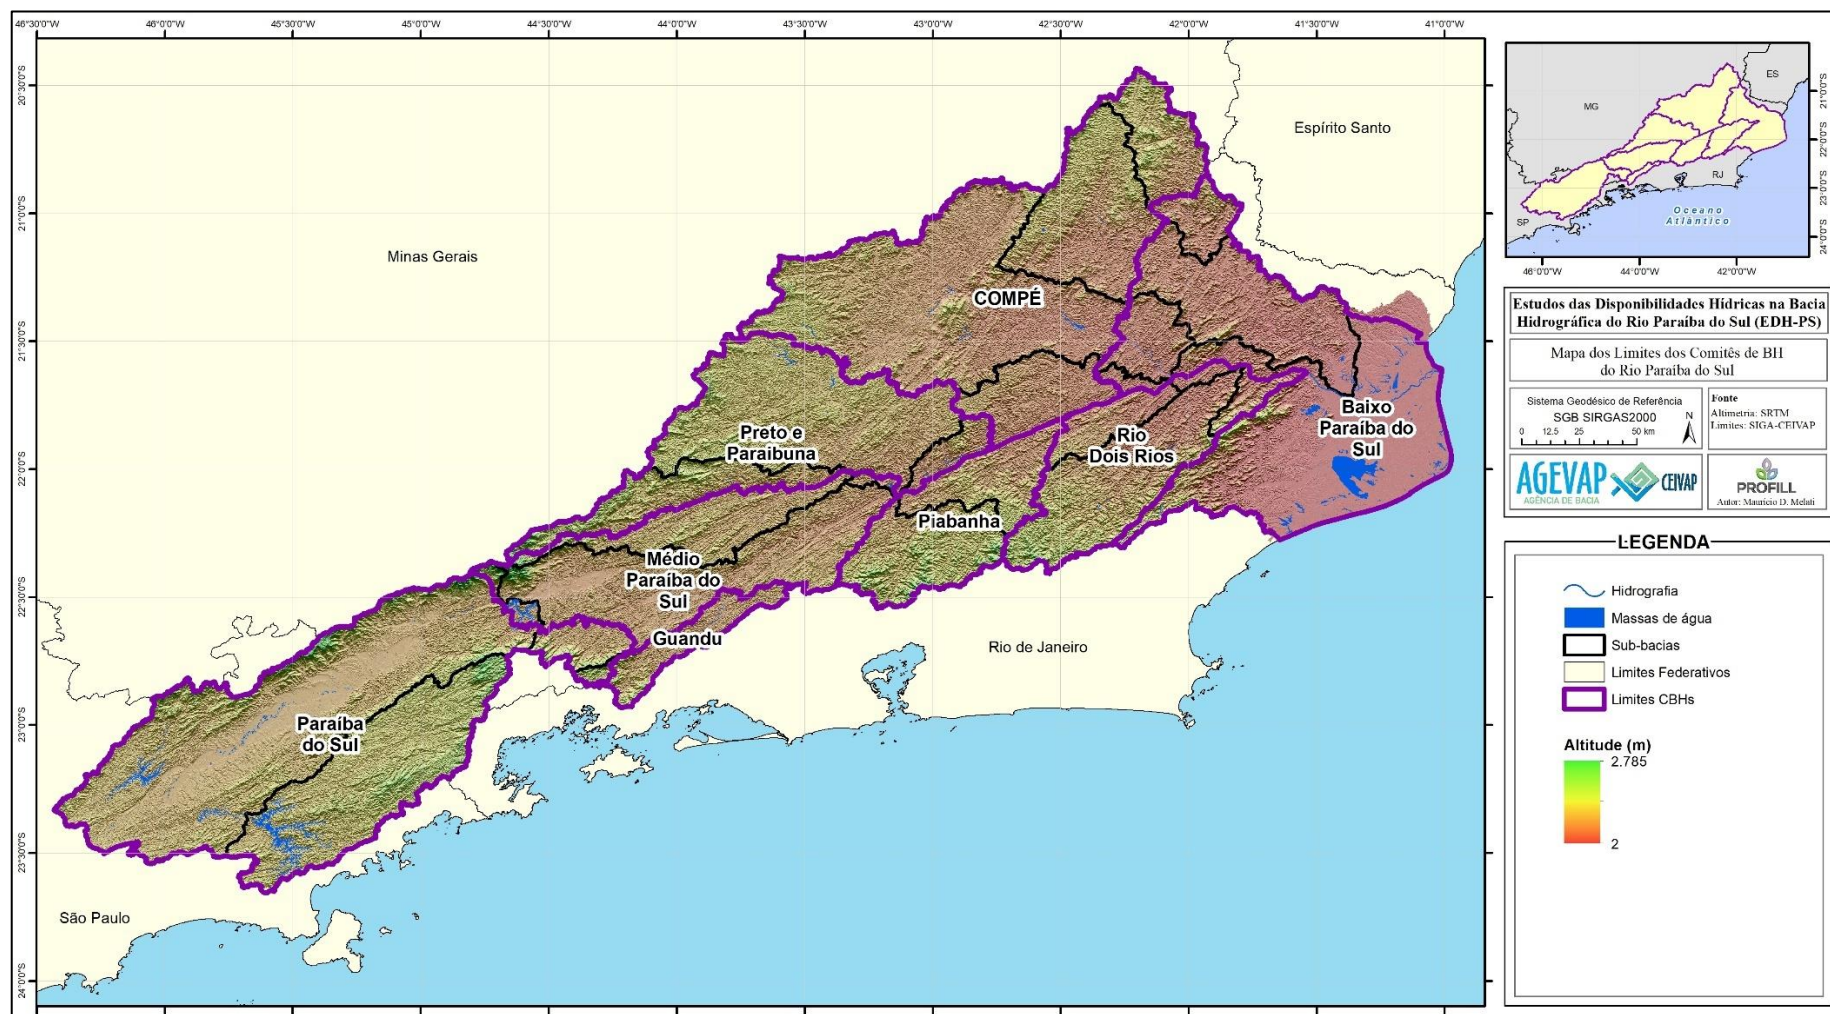 46°30'0"W 46°0'0"W 45°30'0"W 45°0'0"W 44°30'0"W 44°0'0"W 43°30'0"W 43°0'0"W 42°30'0"W 42°0'0"W 41°30'0"W 41°0'0"W
20°30'0"S
21°0'0"S
21°30'0"S
22°0'0"S
22°30'0"S
23°0'0"S
23°30'0"S
24°0'0"S
Espírito Santo
Minas Gerais
COMPÉ
Preto e
Paraibuna
Rio
Dois Rios
Baixo
Paraíba do
Sul
Piabanha
Médio
Paraíba do
Sul
Guandu
Rio de Janeiro
Paraíba
do Sul
São Paulo
ES
MG
RJ
SP
Oceano
Atlântico
21°0'0"S
22°0'0"S
23°0'0"S
24°0'0"S
46°0'0"W 44°0'0"W 42°0'0"W
Estudos das Disponibilidades Hídricas na Bacia
Hidrográfica do Rio Paraíba do Sul (EDH-PS)
Mapa dos Limites dos Comitês de BH
do Rio Paraíba do Sul
Sistema Geodésico de Referência
SGB SIRGAS2000
N
0 12,5 25 50 km
Fonte
Altimetria: SRTM
Limites: SIGA-CEIVAP
AGEVAP
AGÊNCIA DE BACIA
CEIVAP
PROFILL
Autor: Maurício D. Melati
LEGENDA
Hidrografia
Massas de água
Sub-bacias
Limites Federativos
Limites CBHs
Altitude (m)
2.785
2